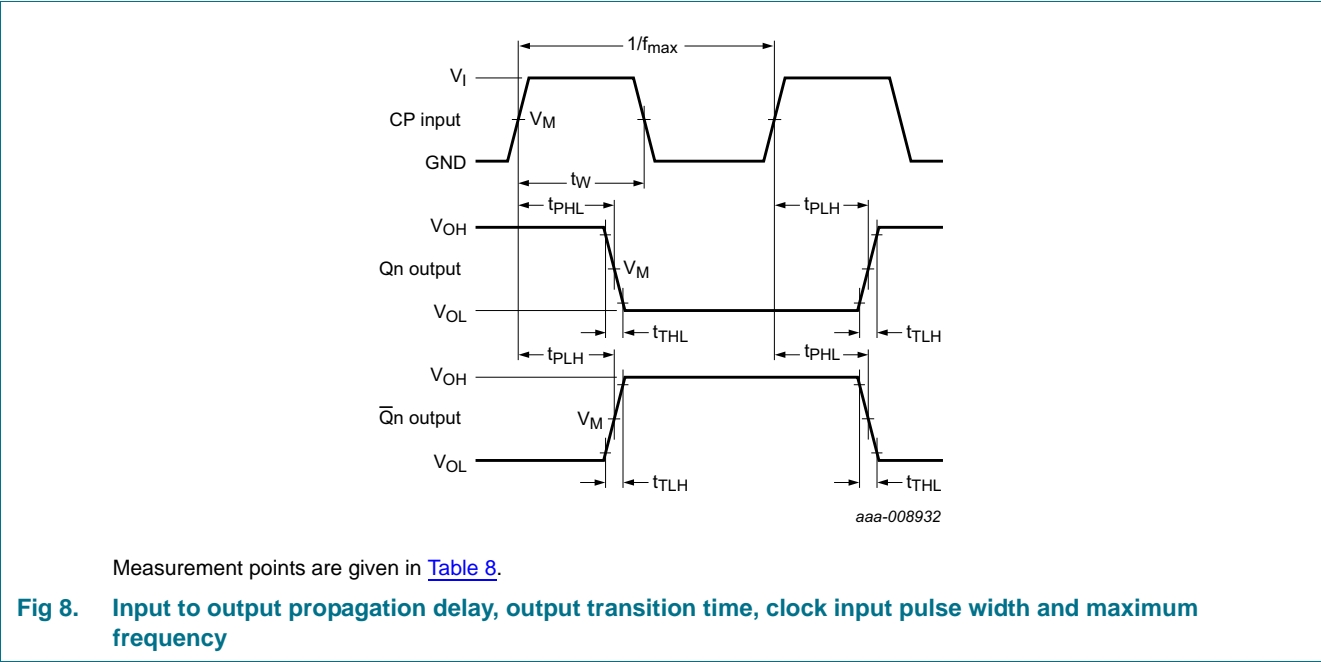 1/fmax
VI
CP input
VM
GND
tW
tPHL
tPLH
VOH
Qn output
VM
VOL
tTHL
tTLH
tPLH
tPHL
VOH
Q̅n output
VM
VOL
tTLH
tTHL
aaa-008932
Measurement points are given in Table 8.
Fig 8. Input to output propagation delay, output transition time, clock input pulse width and maximum
frequency